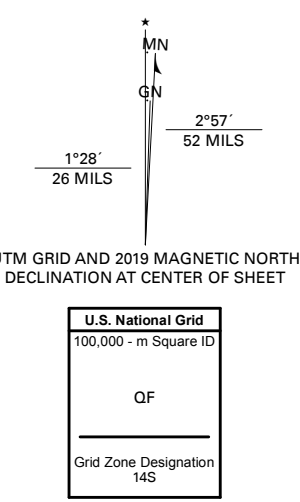 ★
MN
GN
2°57´
52 MILS
1°28´
26 MILS
UTM GRID AND 2019 MAGNETIC NORTH
DECLINATION AT CENTER OF SHEET
U.S. National Grid
100,000 - m Square ID
QF
Grid Zone Designation
14S